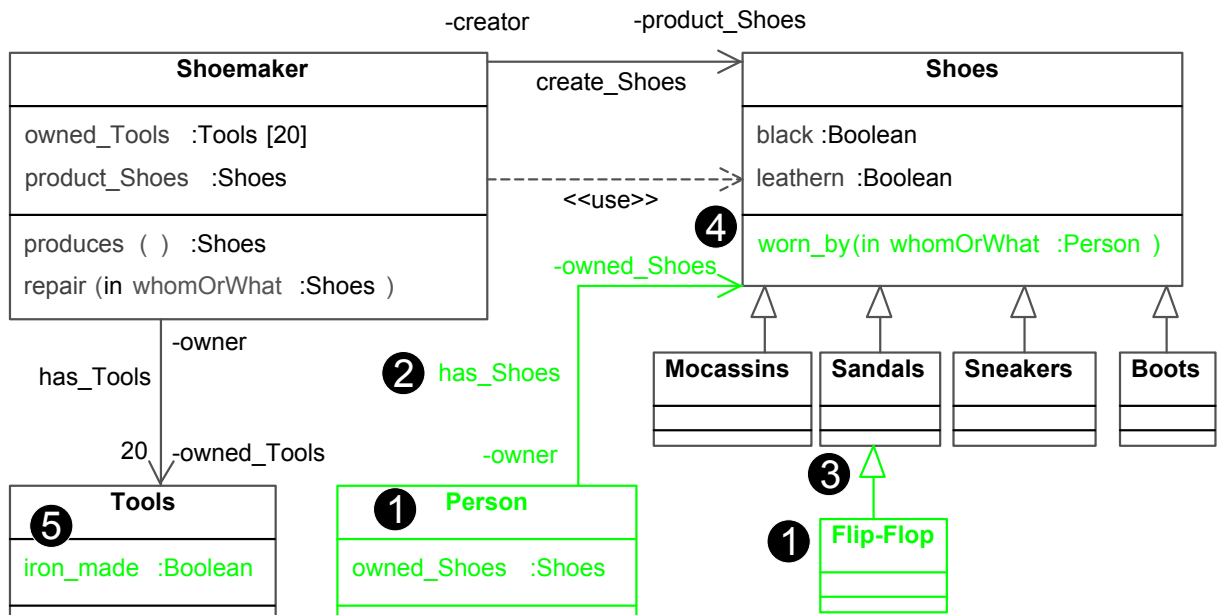 -creator
-product_Shoes
Shoemaker
create_Shoes
Shoes
owned_Tools :Tools [20]
product_Shoes :Shoes
black :Boolean
leathern :Boolean
<<use>>
produces ( ) :Shoes
repair (in whomOrWhat :Shoes )
4
worn_by(in whomOrWhat :Person )
-owned_Shoes
-owner
has_Tools
2 has_Shoes
Mocassins
Sandals
Sneakers
Boots
20
-owned_Tools
-owner
3
Tools
5
iron_made :Boolean
1 Person
owned_Shoes :Shoes
1 Flip-Flop